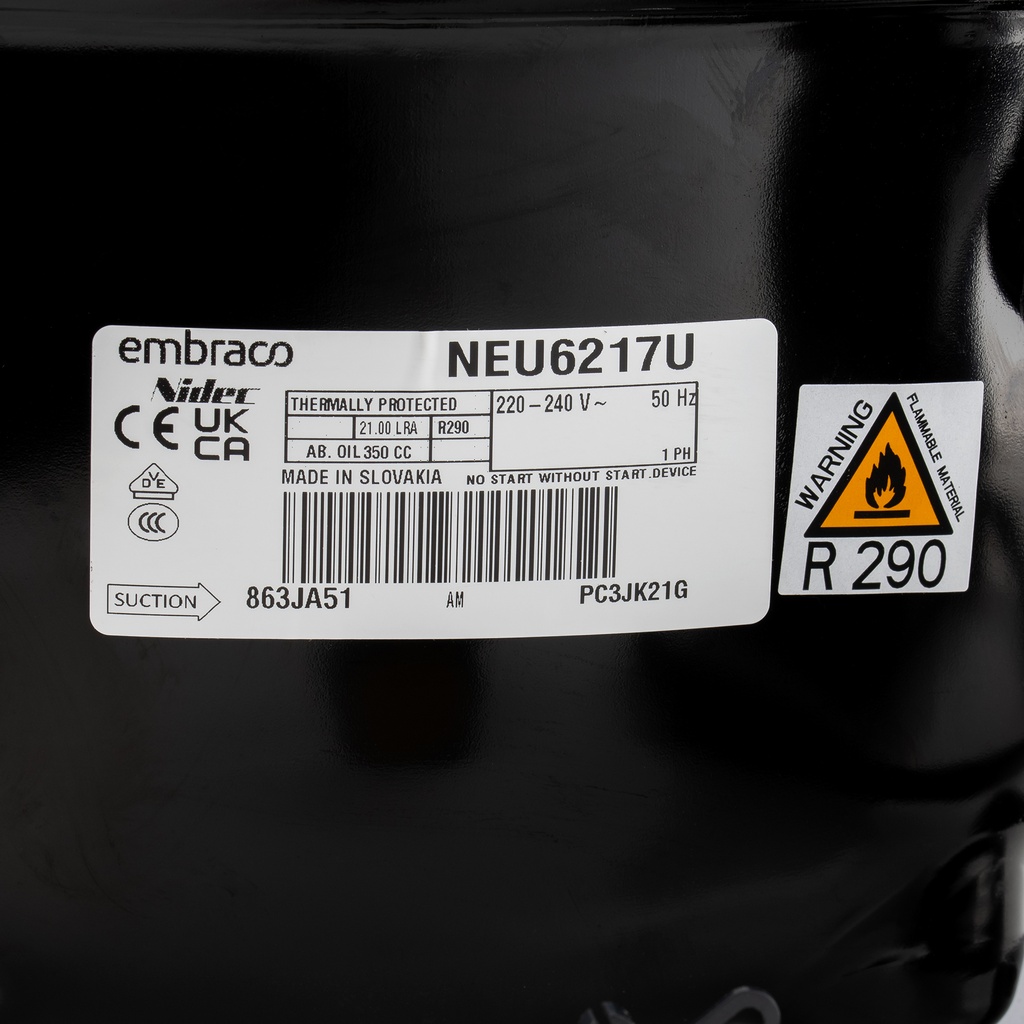 embraco
NEU6217U
Nidec
CE UK
CA
THERMALLY PROTECTED
21.00 LRA R290
AB. OIL 350 CC
220 – 240 V ~ 50 Hz
1 PH
VDE
CCC
MADE IN SLOVAKIA
NO START WITHOUT START.DEVICE
SUCTION
863JA51 AM PC3JK21G
WARNING
FLAMMABLE MATERIAL
R 290